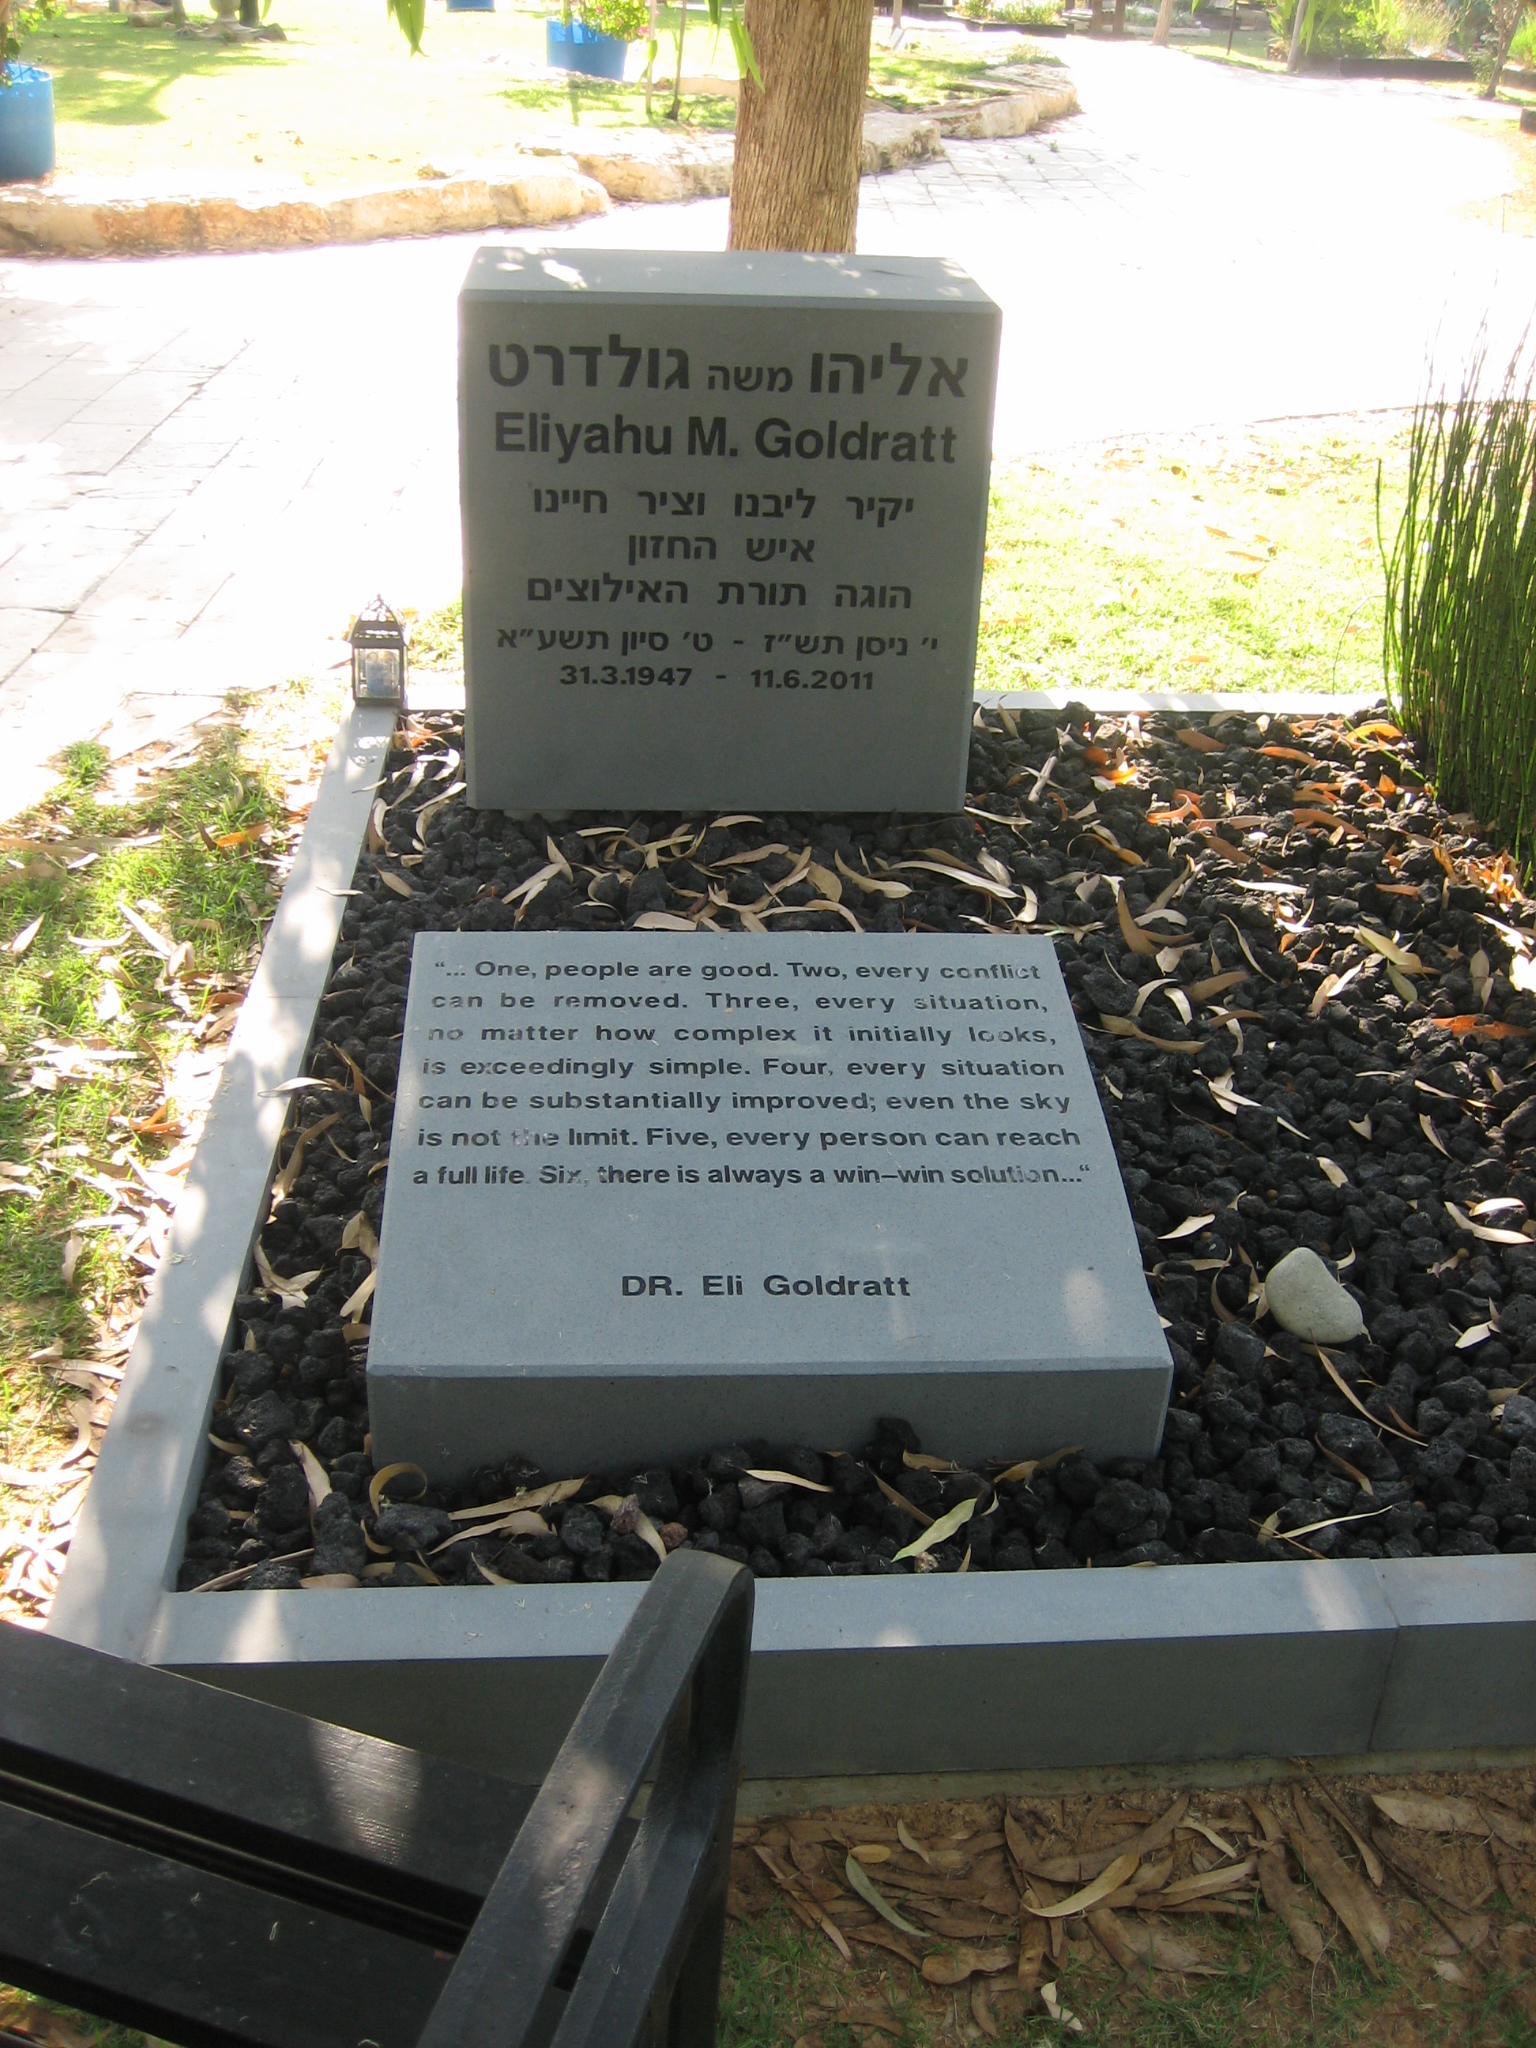 אליהו משה גולדרט
Eliyahu M. Goldratt
יקיר ליבנו וציר חיינו
איש החזון
הוגה תורת האילוצים
י׳ ניסן תש״ז - ט׳ סיון תשע״א
31.3.1947 - 11.6.2011
“... One, people are good. Two, every conflict
can be removed. Three, every situation,
no matter how complex it initially looks,
is exceedingly simple. Four, every situation
can be substantially improved; even the sky
is not the limit. Five, every person can reach
a full life. Six, there is always a win–win solution...“
DR. Eli Goldratt